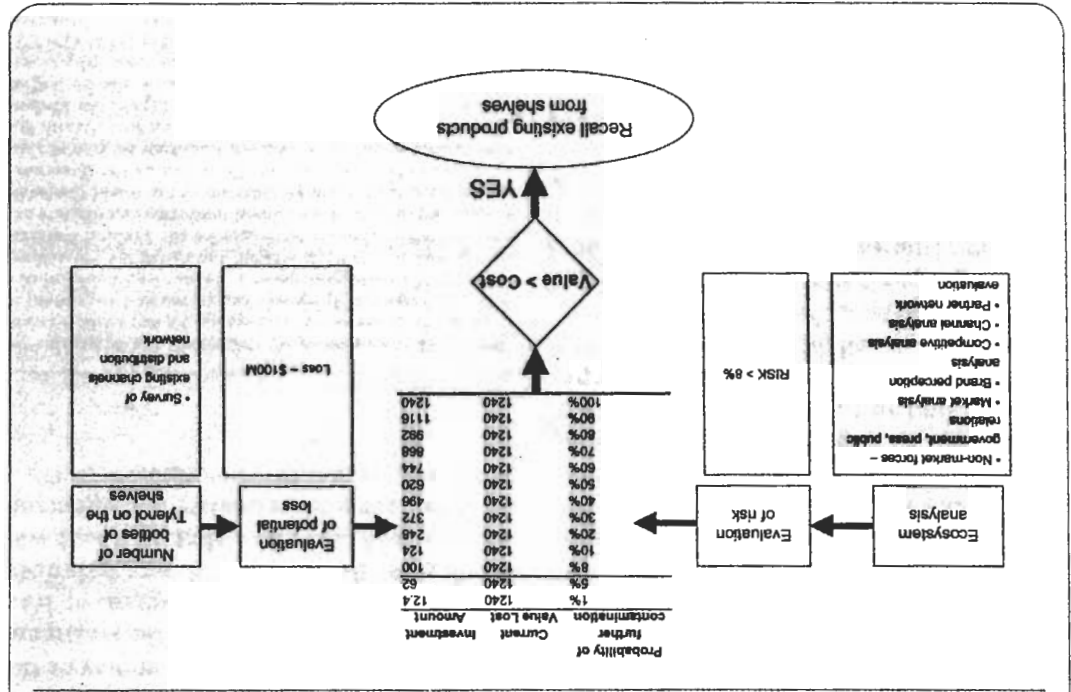 Probability of
further
contamination
Current
Value Lost
Investment
Amount
1% 1240 12.4
5% 1240 62
8% 1240 100
10% 1240 124
20% 1240 248
30% 1240 372
40% 1240 496
50% 1240 620
60% 1240 744
70% 1240 868
80% 1240 992
90% 1240 1116
100% 1240 1240
Ecosystem
analysis
Evaluation
of risk
Evaluation
of potential
loss
Number of
bottles of
Tylenol on the
shelves
• Non-market forces –
government, press, public
relations
• Market analysis
• Brand perception
analysis
• Competitive analysis
• Channel analysis
• Partner network
evaluation
RISK > 8%
Loss ~ $100M
• Survey of
existing channels
and distribution
network
Value > Cost
YES
Recall existing products
from shelves